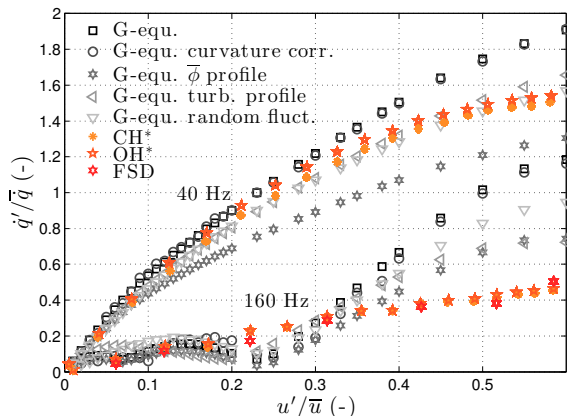 2
1.8
1.6
1.4
1.2
1
0.8
0.6
0.4
0.2
0
q̇′/q̇̅ (-)
G-equ.
G-equ. curvature corr.
G-equ. ϕ̅ profile
G-equ. turb. profile
G-equ. random fluct.
CH*
OH*
FSD
40 Hz
160 Hz
0 0.1 0.2 0.3 0.4 0.5
u′/u̅ (-)